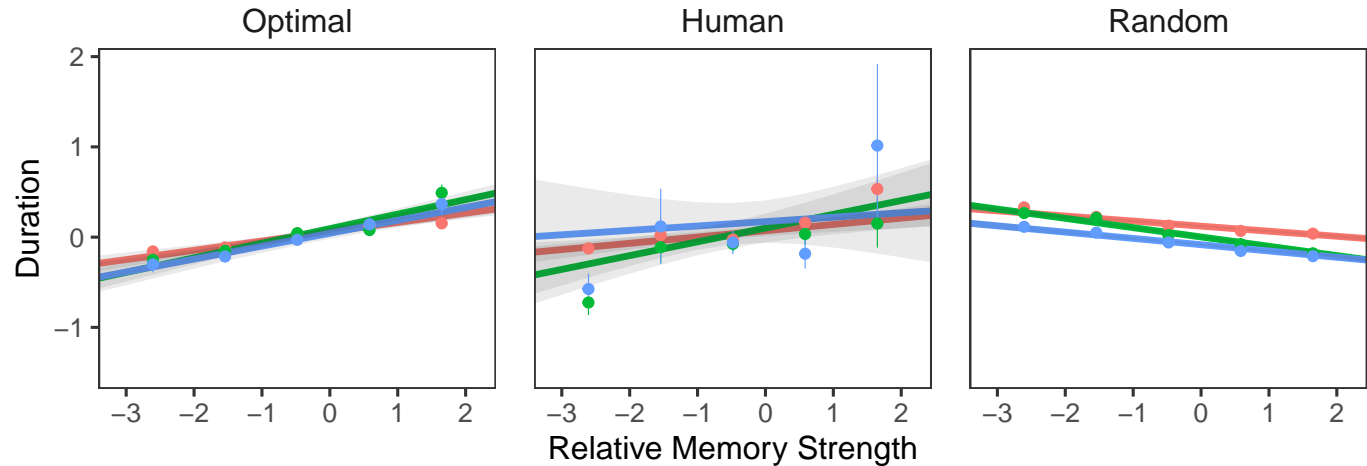 Optimal Human Random
2
1
0
−1
Duration
−3 −2 −1 0 1 2 −3 −2 −1 0 1 2 −3 −2 −1 0 1 2
Relative Memory Strength